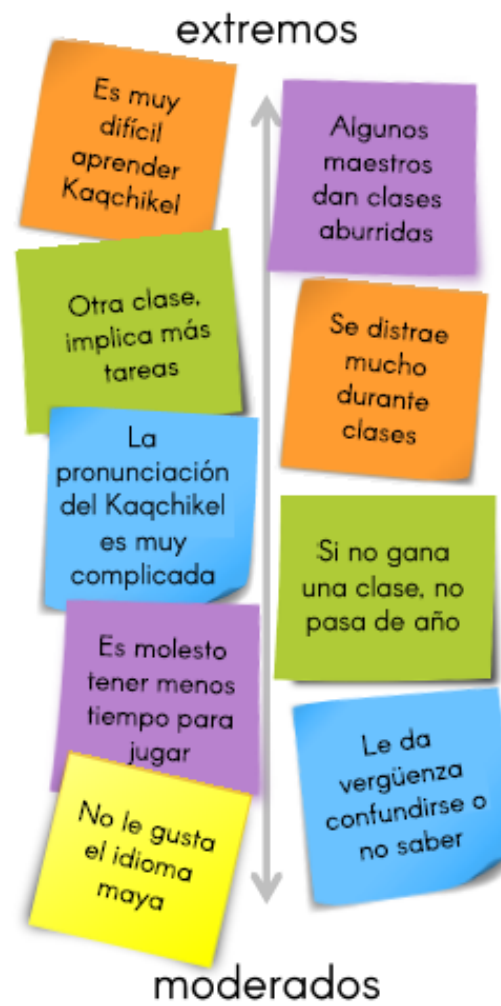 extremos
Es muy
difícil
aprender
Kaqchikel
Algunos
maestros
dan clases
aburridas
Otra clase,
implica más
tareas
Se distrae
mucho
durante
clases
La
pronunciación
del Kaqchikel
es muy
complicada
Si no gana
una clase, no
pasa de año
Es molesto
tener menos
tiempo para
jugar
Le da
vergüenza
confundirse o
no saber
No le gusta
el idioma
maya
moderados